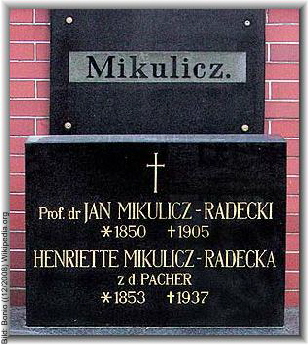 Mikulicz.
Prof. dr JAN MIKULICZ-RADECKI
*1850 †1905
HENRIETTE MIKULICZ-RADECKA
z d PACHER
*1853 †1937
Bild: Bonio (12/2008), Wikipedia.org